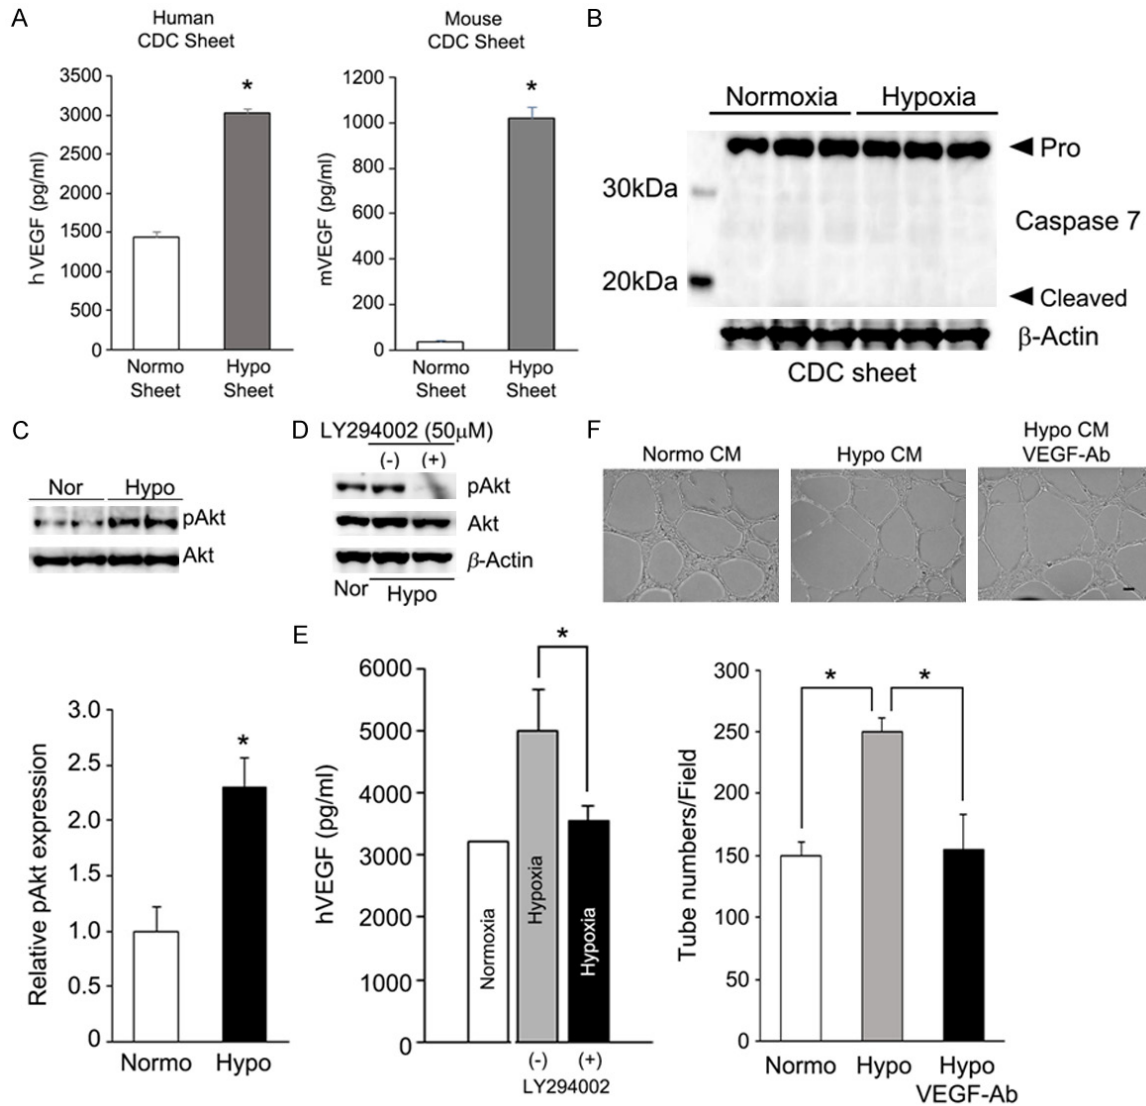 A
Human
CDC Sheet
hVEGF (pg/ml)
3500
3000
2500
2000
1500
1000
500
0
*
Normo
Sheet
Hypo
Sheet
Mouse
CDC Sheet
mVEGF (pg/ml)
1200
1000
800
600
400
200
0
*
Normo
Sheet
Hypo
Sheet
B
Normoxia
Hypoxia
Pro
30kDa
Caspase 7
20kDa
Cleaved
β-Actin
CDC sheet
C
Nor
Hypo
pAkt
Akt
Relative pAkt expression
3.0
2.5
2.0
1.5
1.0
0.5
0
*
Normo
Hypo
D
LY294002 (50μM)
(-)
(+)
pAkt
Akt
β-Actin
Nor
Hypo
E
hVEGF (pg/ml)
6000
5000
4000
3000
2000
1000
0
*
Normoxia
Hypoxia
Hypoxia
(-)
(+)
LY294002
F
Normo CM
Hypo CM
Hypo CM
VEGF-Ab
Tube numbers/Field
300
250
200
150
100
50
0
*
*
Normo
Hypo
Hypo
VEGF-Ab